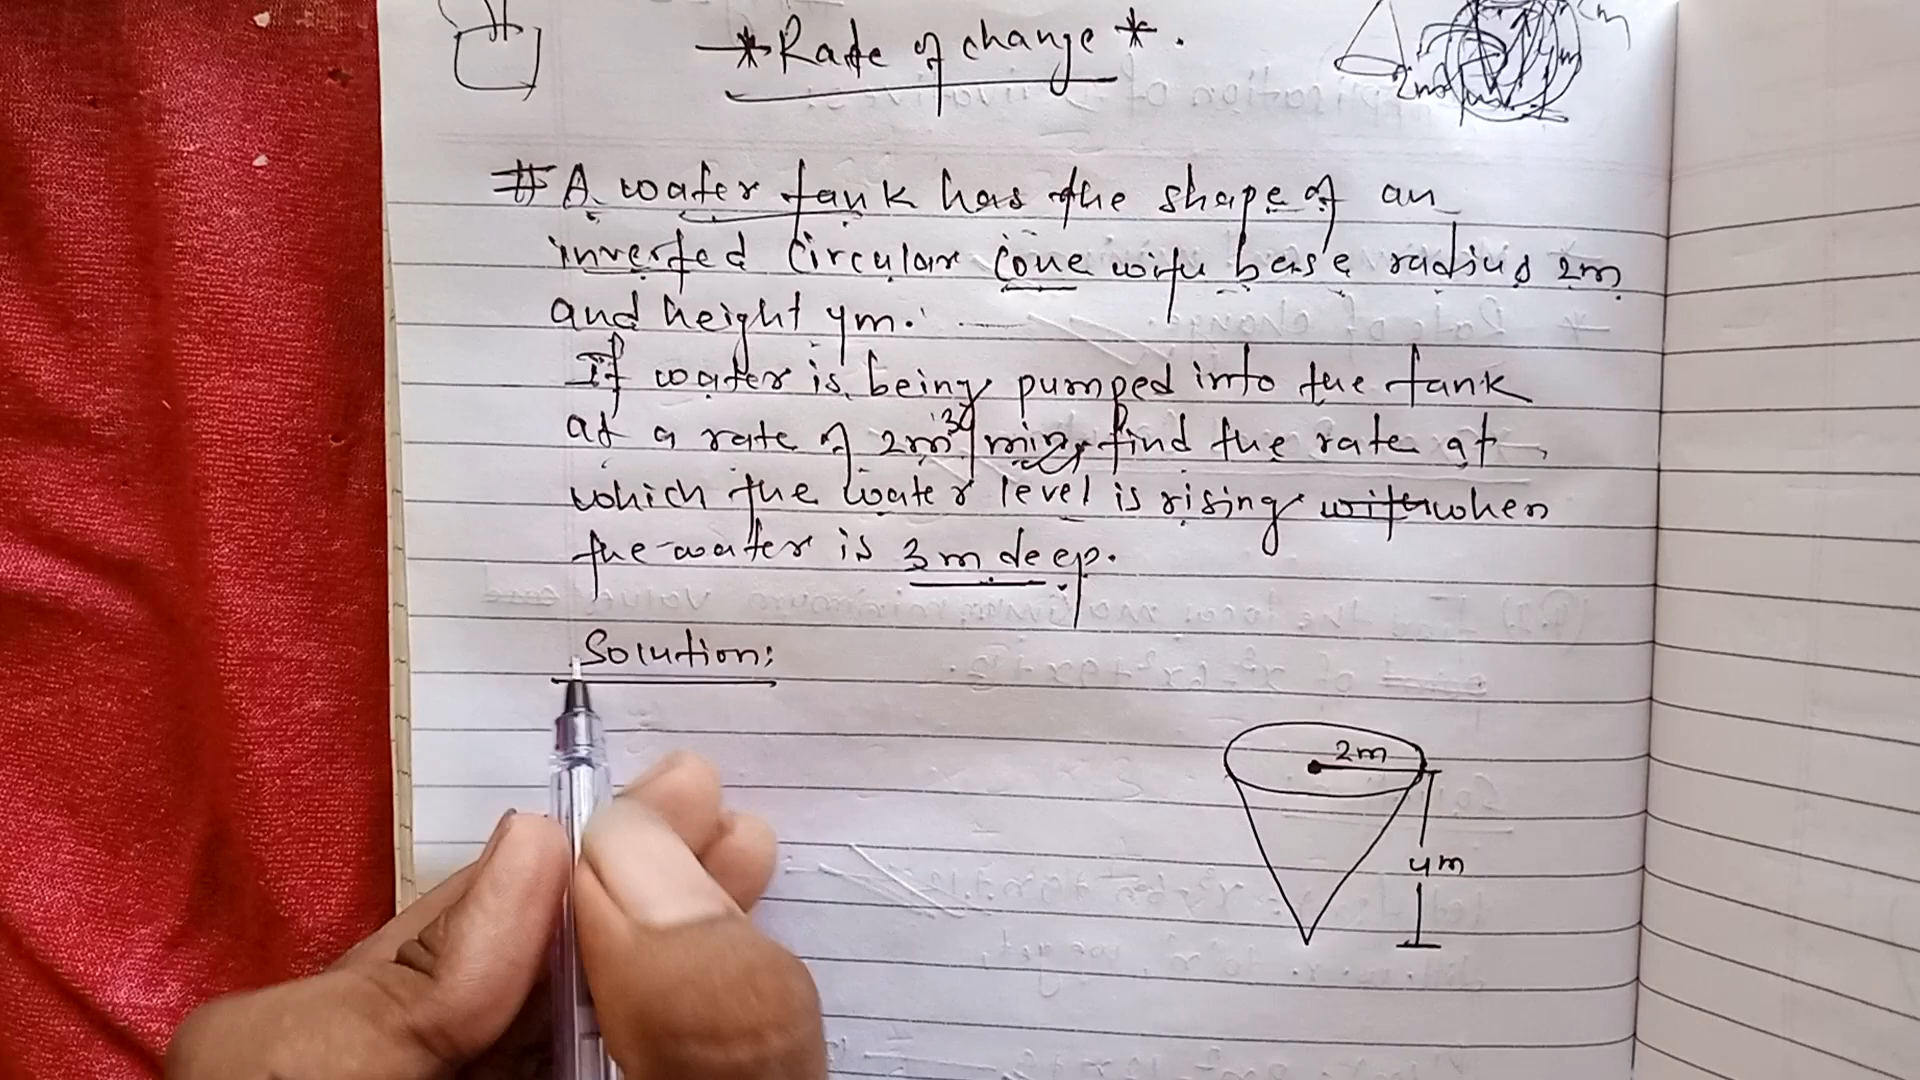 * Rate of change *.
# A water tank has the shape of an
inverted circular cone with base radius 2m
and height 4m.
If water is being pumped into the tank
at a rate of 2m³/min, find the rate at
which the water level is rising when
the water is 3m deep.
Solution:
2m
4m